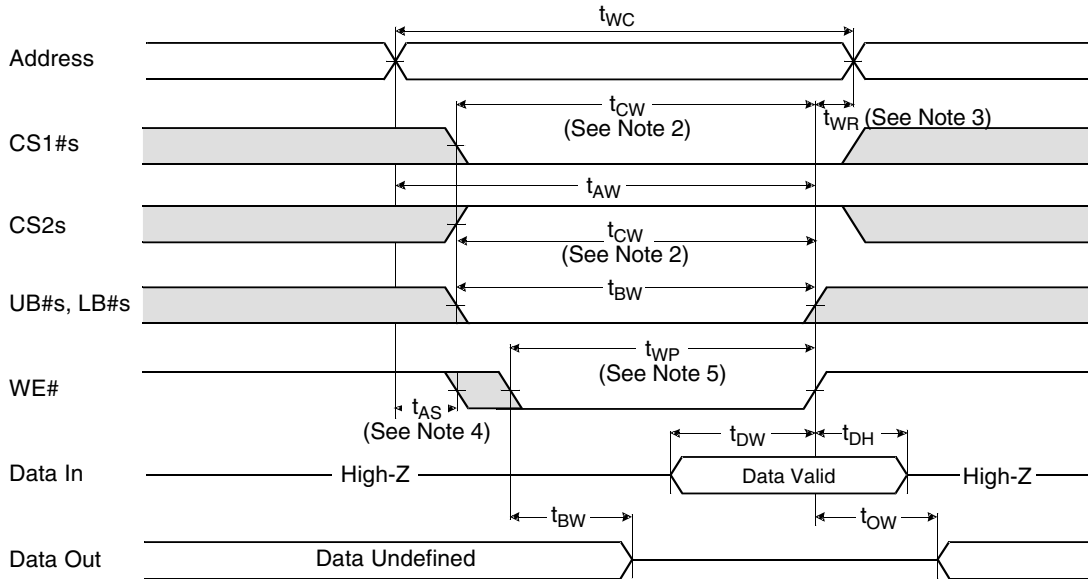 tWC
Address
tCW
(See Note 2)
tWR (See Note 3)
CS1#s
tAW
CS2s
tCW
(See Note 2)
UB#s, LB#s
tBW
tWP
(See Note 5)
WE#
tAS
(See Note 4)
tDW
tDH
Data In
High-Z
Data Valid
High-Z
tBW
tOW
Data Out
Data Undefined